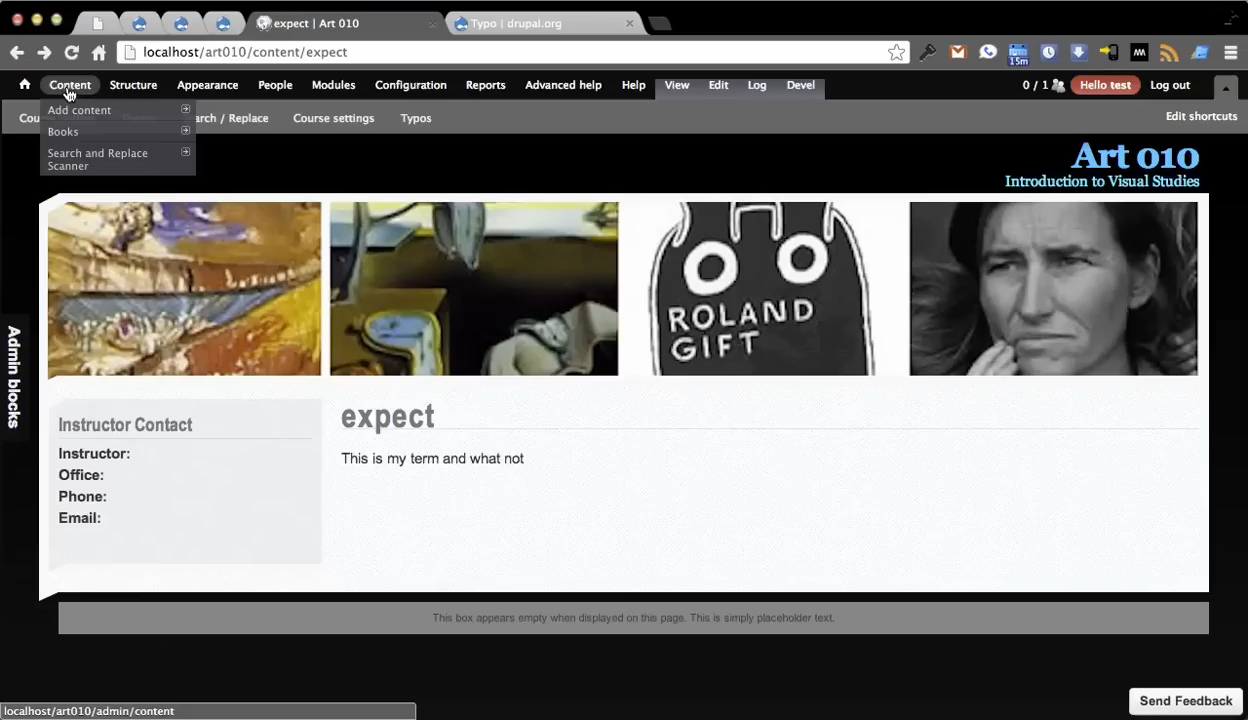 expect | Art 010
Typo | drupal.org
localhost/art010/content/expect
15m
Content Structure Appearance People Modules Configuration Reports Advanced help Help View Edit Log Devel 0 / 1 Hello test Log out
Add content
Books
Search and Replace
Scanner
Cou arch / Replace Course settings Typos Edit shortcuts
Art 010
Introduction to Visual Studies
ROLAND
GIFT
Admin blocks
Instructor Contact
Instructor:
Office:
Phone:
Email:
expect
This is my term and what not
This box appears empty when displayed on this page. This is simply placeholder text.
Send Feedback
localhost/art010/admin/content